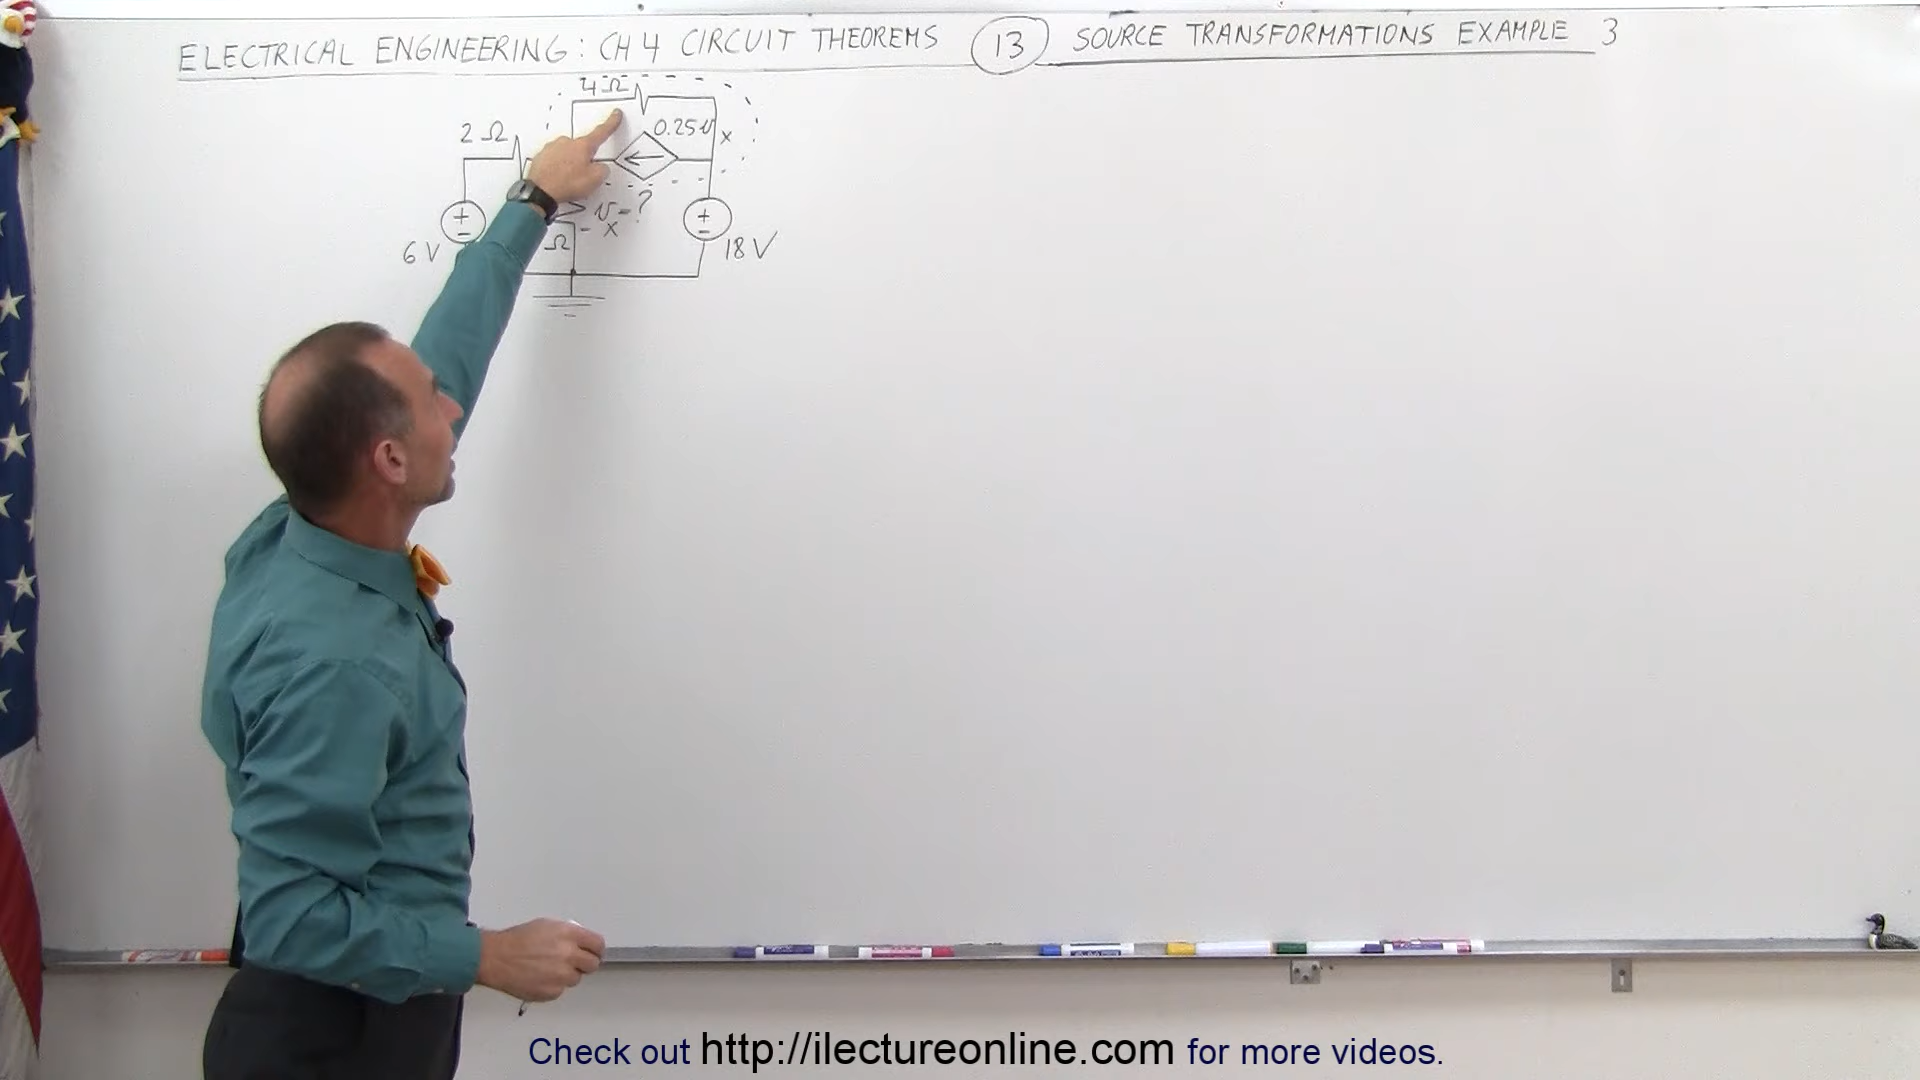 ELECTRICAL ENGINEERING: CH 4 CIRCUIT THEOREMS 13 SOURCE TRANSFORMATIONS EXAMPLE 3
4 Ω
2 Ω
0.25 v x
v x = ?
+
-
6 V
Ω
-
+
-
18 V
Check out http://ilectureonline.com for more videos.